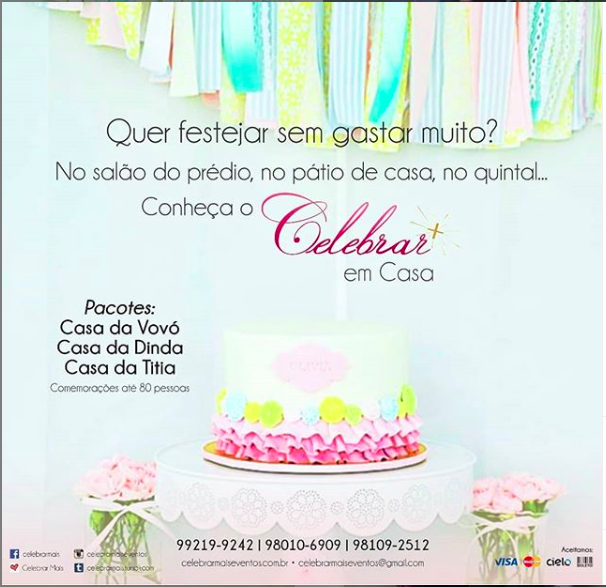 Quer festejar sem gastar muito?
No salão do prédio, no pátio de casa, no quintal...
Conheça o Celebrar+
em Casa
Pacotes:
Casa da Vovó
Casa da Dinda
Casa da Titia
Comemorações até 80 pessoas
OLIVIA
99219-9242 | 98010-6909 | 98109-2512
celebrarmaiseventos.com.br • celebrarmaiseventos@gmail.com
celebrarmais
celebrarmaiseventos
Celebrar Mais
Aceitamos:
VISA
cielo